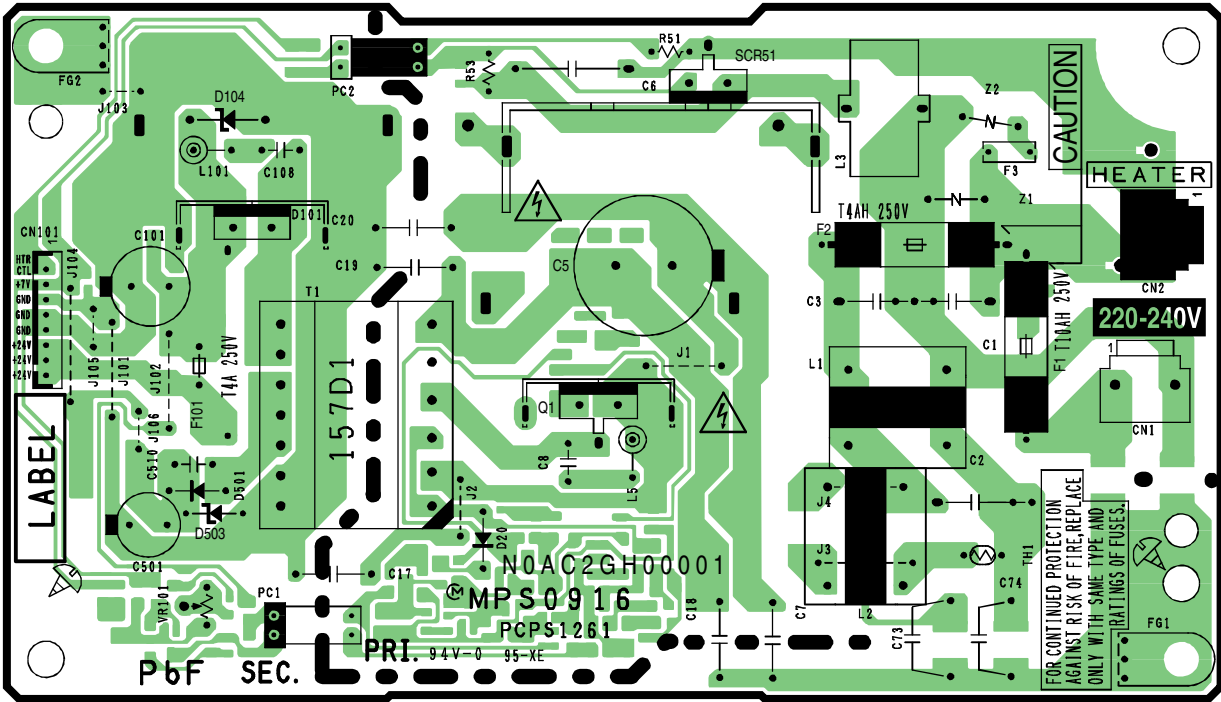 FG2
J103
D104
L101
C108
PC2
R53
R51
SCR51
C6
L3
Z2
F3
Z1
CAUTION
HEATER
1
CN2
220-240V
CN101
1
HTR
CTL
+7V
GND
GND
GND
+24V
+24V
+24V
J104
C101
D101
C20
C19
J105
J101
J102
J106
T4A 250V
F101
T1
157D1
C5
F2
T4AH 250V
C3
C1
F1 T10AH 250V
1
CN1
J1
Q1
C8
L5
L1
C2
LABEL
C510
D501
D503
C501
VR101
PC1
J2
D20
C17
N0AC2GH00001
MPS0916
PCPS1261
94V-0
95-XE
PbF
SEC.
PRI.
C18
C7
J4
J3
L2
TH1
C74
C73
FOR CONTINUED PROTECTION
AGAINST RISK OF FIRE,REPLACE
ONLY WITH SAME TYPE AND
RATINGS OF FUSES.
FG1